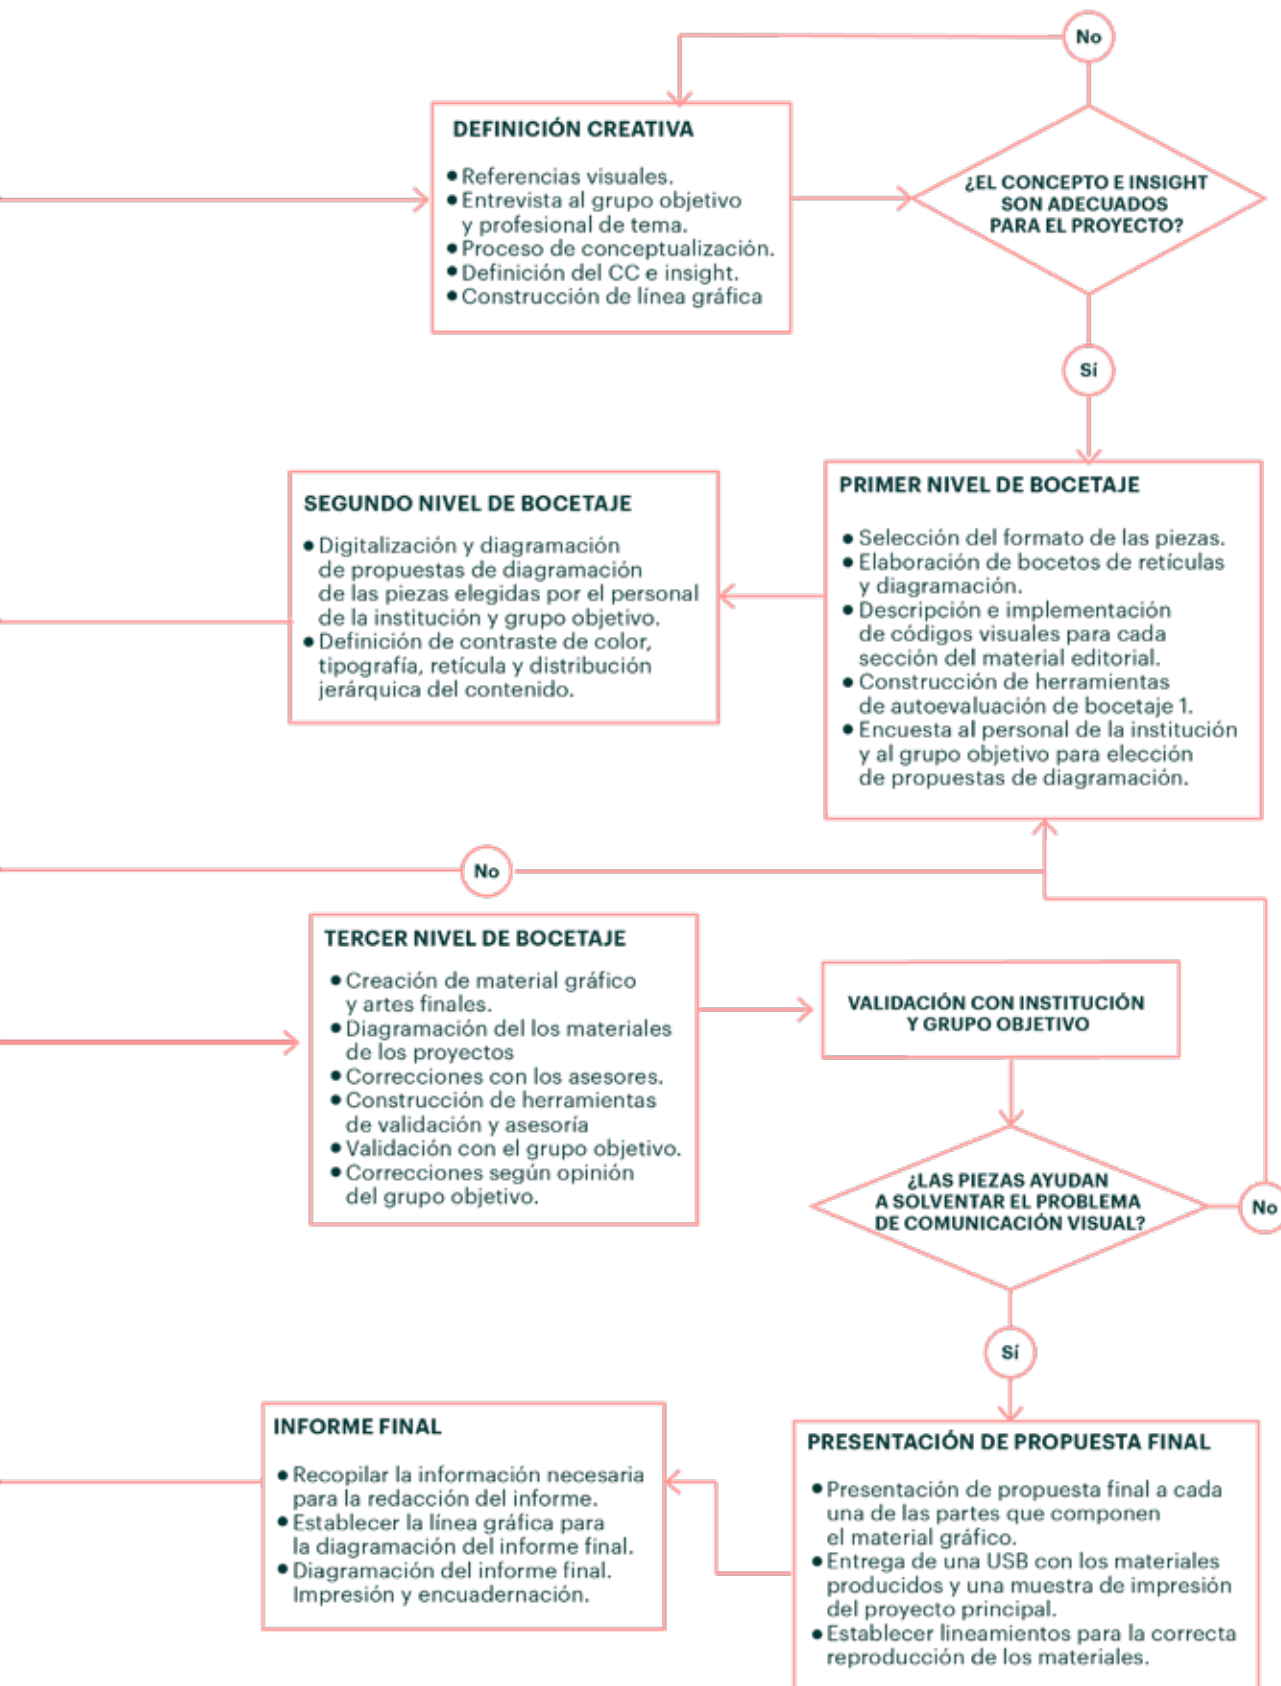 No
DEFINICIÓN CREATIVA
● Referencias visuales.
● Entrevista al grupo objetivo
y profesional de tema.
● Proceso de conceptualización.
● Definición del CC e insight.
● Construcción de línea gráfica
¿EL CONCEPTO E INSIGHT
SON ADECUADOS
PARA EL PROYECTO?
Sí
PRIMER NIVEL DE BOCETAJE
● Selección del formato de las piezas.
● Elaboración de bocetos de retículas
y diagramación.
● Descripción e implementación
de códigos visuales para cada
sección del material editorial.
● Construcción de herramientas
de autoevaluación de bocetaje 1.
● Encuesta al personal de la institución
y al grupo objetivo para elección
de propuestas de diagramación.
SEGUNDO NIVEL DE BOCETAJE
● Digitalización y diagramación
de propuestas de diagramación
de las piezas elegidas por el personal
de la institución y grupo objetivo.
● Definición de contraste de color,
tipografía, retícula y distribución
jerárquica del contenido.
No
TERCER NIVEL DE BOCETAJE
● Creación de material gráfico
y artes finales.
● Diagramación del los materiales
de los proyectos
● Correcciones con los asesores.
● Construcción de herramientas
de validación y asesoría
● Validación con el grupo objetivo.
● Correcciones según opinión
del grupo objetivo.
VALIDACIÓN CON INSTITUCIÓN
Y GRUPO OBJETIVO
¿LAS PIEZAS AYUDAN
A SOLVENTAR EL PROBLEMA
DE COMUNICACIÓN VISUAL?
No
Sí
PRESENTACIÓN DE PROPUESTA FINAL
● Presentación de propuesta final a cada
una de las partes que componen
el material gráfico.
● Entrega de una USB con los materiales
producidos y una muestra de impresión
del proyecto principal.
● Establecer lineamientos para la correcta
reproducción de los materiales.
INFORME FINAL
● Recopilar la información necesaria
para la redacción del informe.
● Establecer la línea gráfica para
la diagramación del informe final.
● Diagramación del informe final.
Impresión y encuadernación.